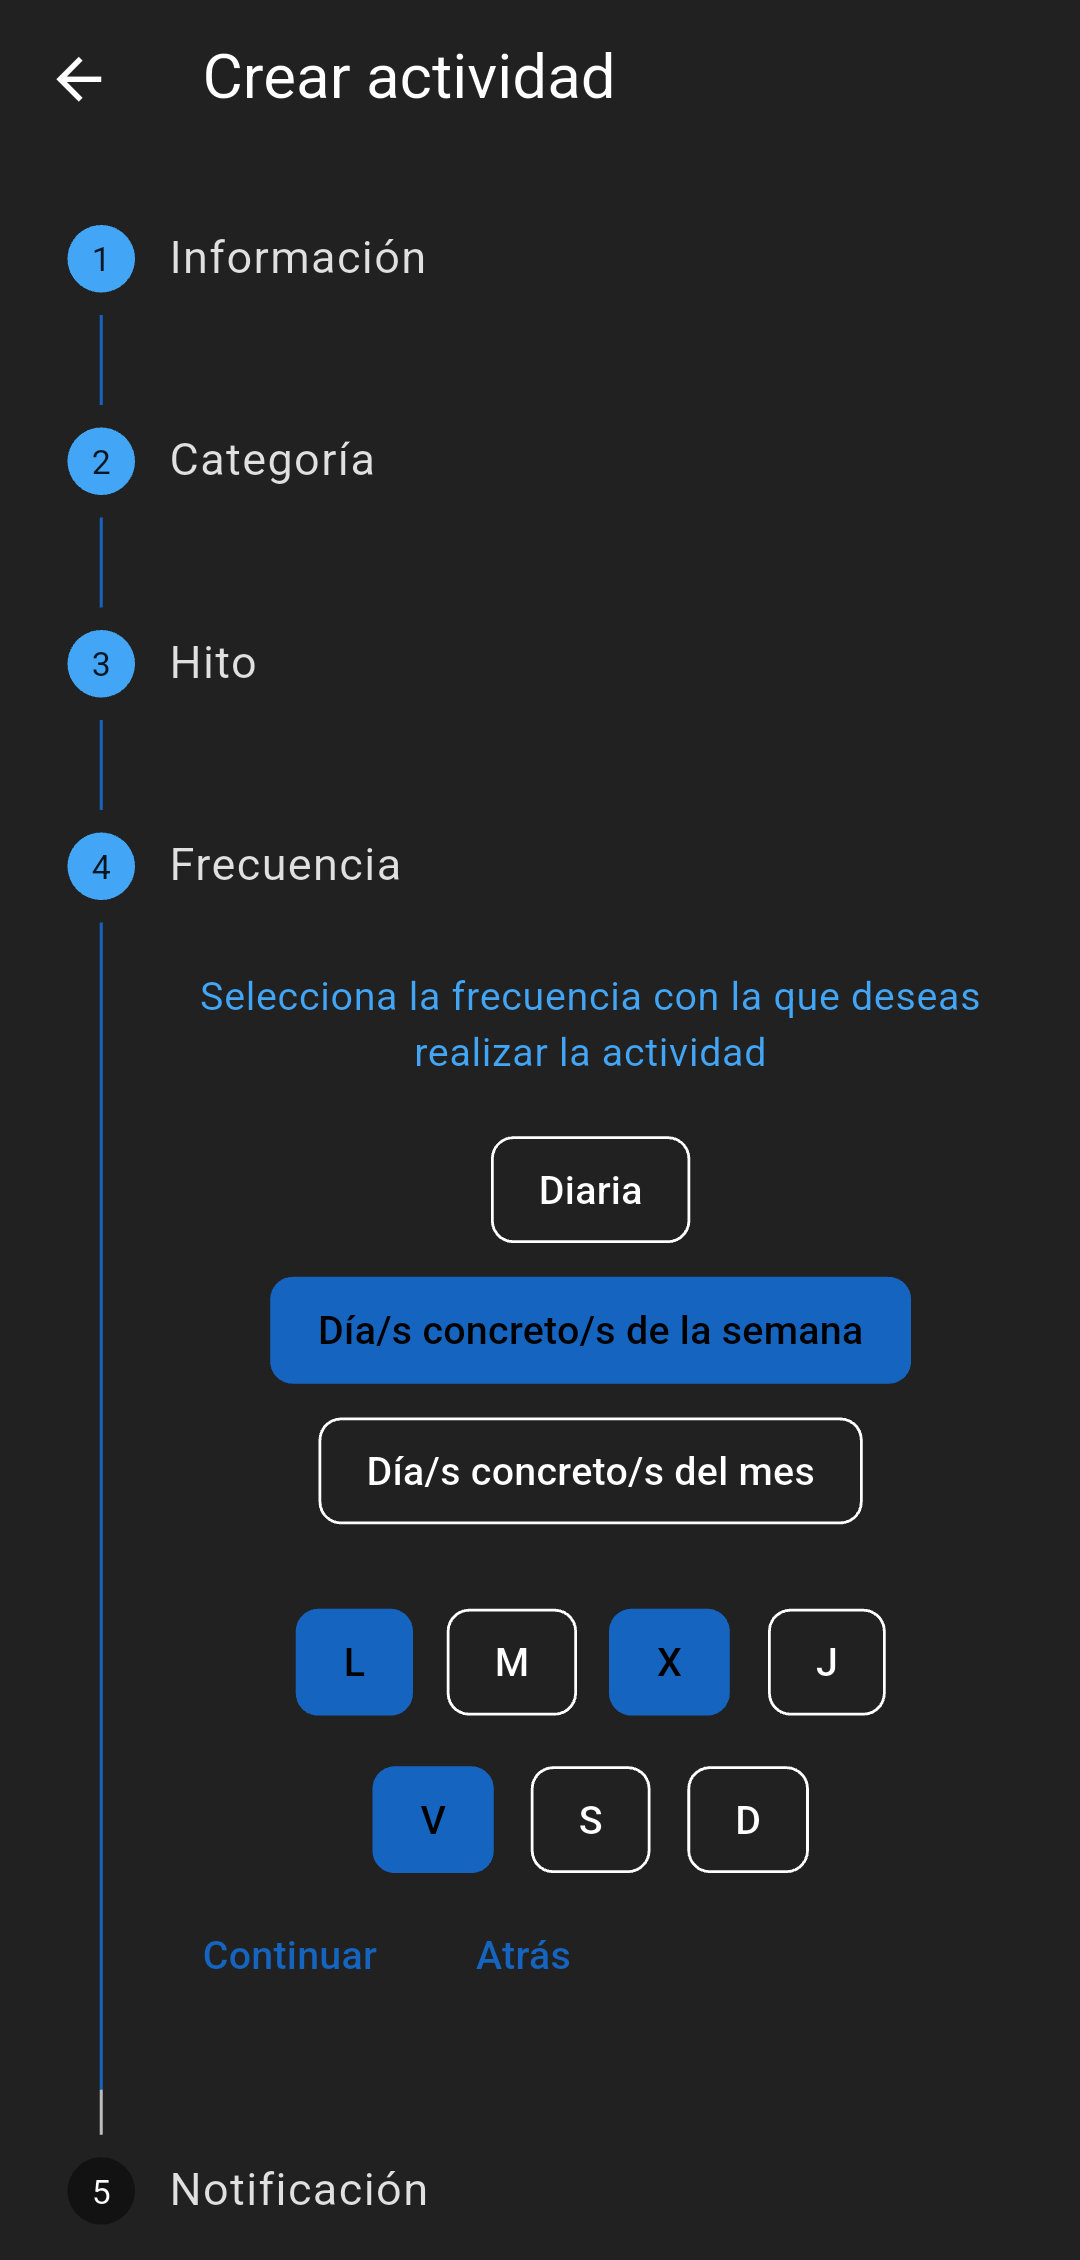 Crear actividad
1 Información
2 Categoría
3 Hito
4 Frecuencia
Selecciona la frecuencia con la que deseas
realizar la actividad
Diaria
Día/s concreto/s de la semana
Día/s concreto/s del mes
L M X J
V S D
Continuar Atrás
5 Notificación